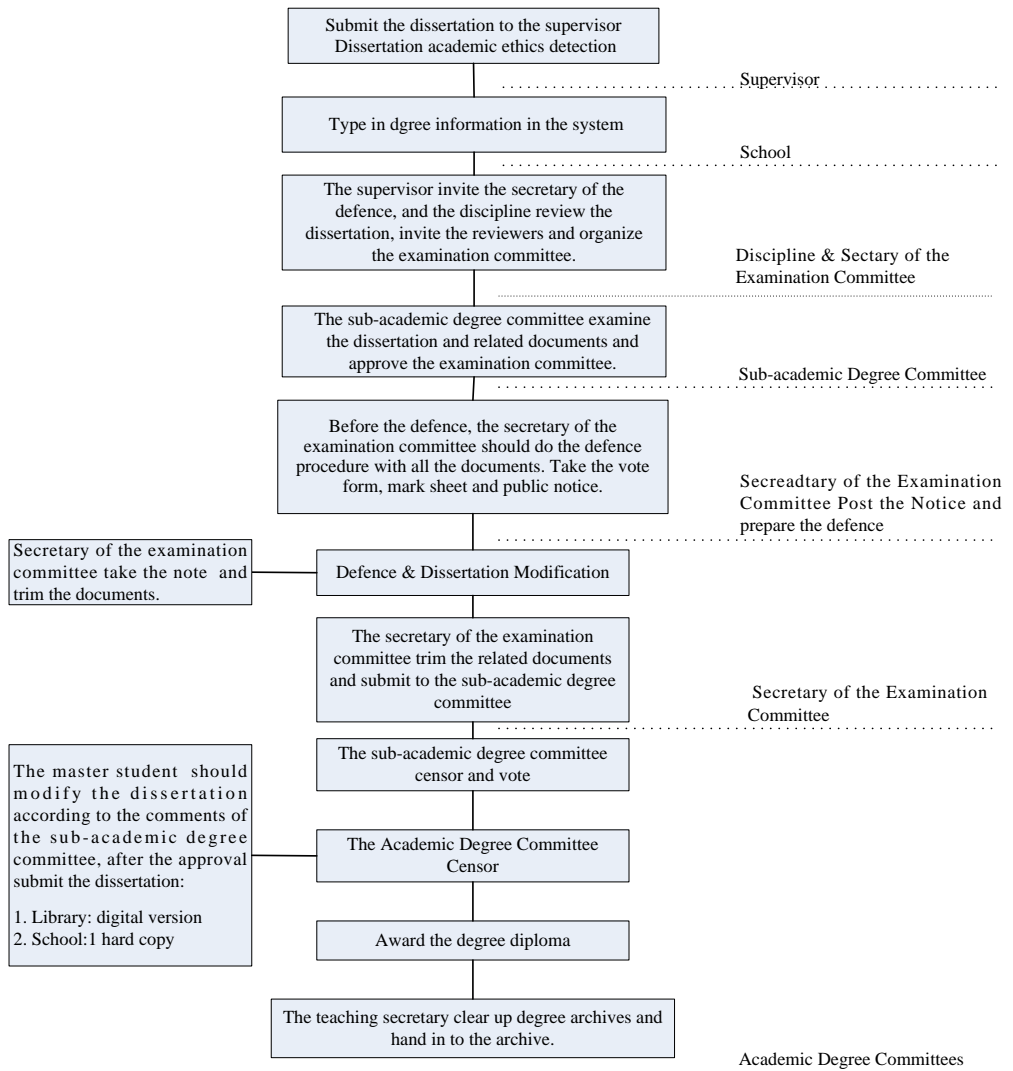 Submit the dissertation to the supervisor
Dissertation academic ethics detection
Supervisor
Type in dgree information in the system
School
The supervisor invite the secretary of the
defence, and the discipline review the
dissertation, invite the reviewers and organize
the examination committee.
Discipline & Sectary of the
Examination Committee
The sub-academic degree committee examine
the dissertation and related documents and
approve the examination committee.
Sub-academic Degree Committee
Before the defence, the secretary of the
examination committee should do the defence
procedure with all the documents. Take the vote
form, mark sheet and public notice.
Secreadtary of the Examination
Committee Post the Notice and
prepare the defence
Secretary of the examination
committee take the note and
trim the documents.
Defence & Dissertation Modification
The secretary of the examination
committee trim the related documents
and submit to the sub-academic degree
committee
Secretary of the Examination
Committee
The sub-academic degree committee
censor and vote
The master student should
modify the dissertation
according to the comments of
the sub-academic degree
committee, after the approval
submit the dissertation:
1. Library: digital version
2. School:1 hard copy
The Academic Degree Committee
Censor
Award the degree diploma
The teaching secretary clear up degree archives and
hand in to the archive.
Academic Degree Committees